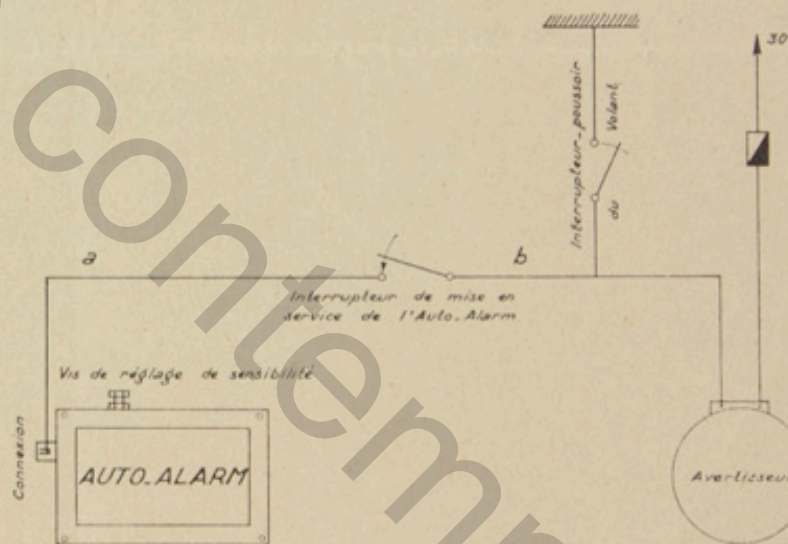 30
Interrupteur-poussoir
du Volant
a
b
Interrupteur de mise en
service de l'Auto-Alarm
Vis de réglage de sensibilité
Connexion
AUTO-ALARM
Avertisseur
contemp